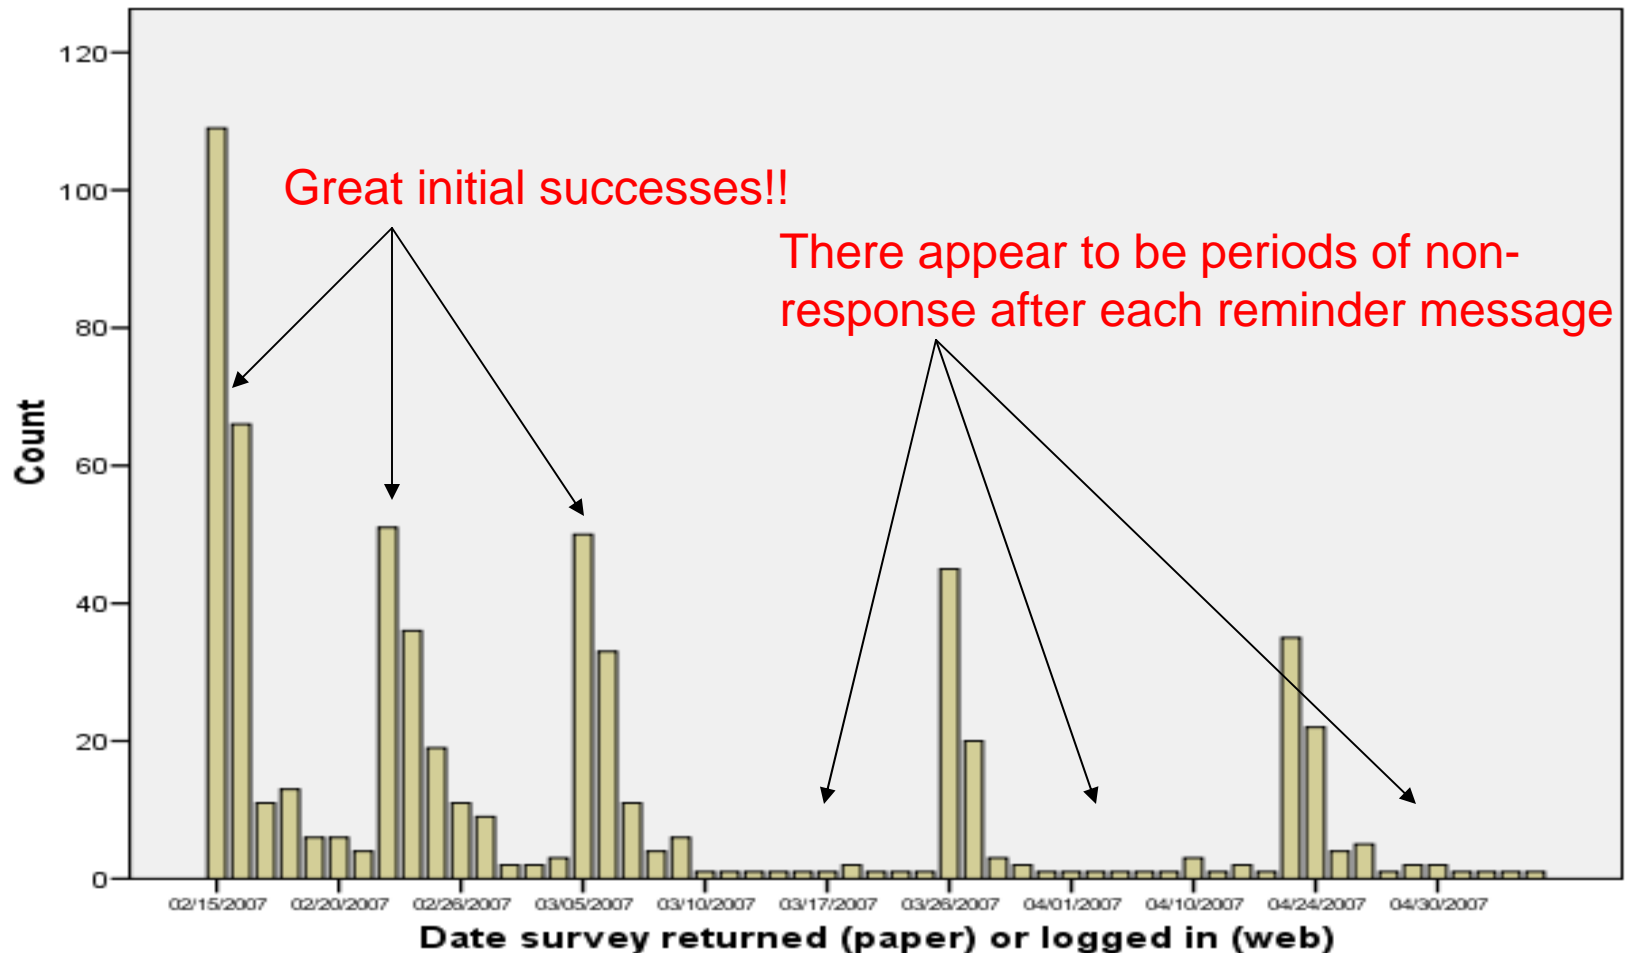 120
100
80
60
40
20
0
Count
Great initial successes!!
There appear to be periods of non-
response after each reminder message
02/15/2007 02/20/2007 02/26/2007 03/05/2007 03/10/2007 03/17/2007 03/26/2007 04/01/2007 04/10/2007 04/24/2007 04/30/2007
Date survey returned (paper) or logged in (web)